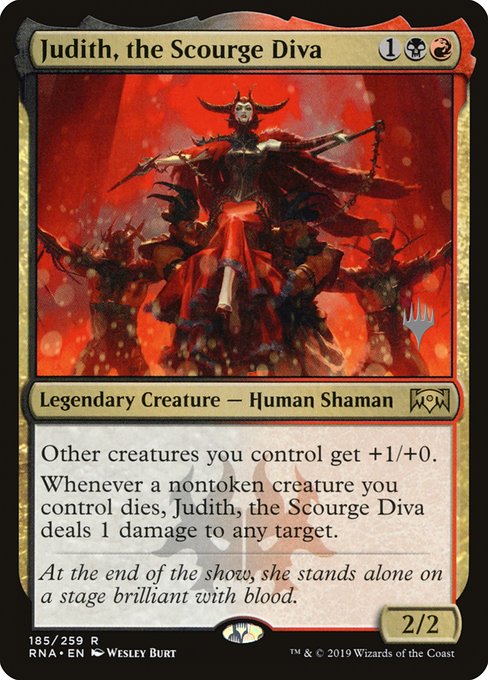 Judith, the Scourge Diva 1
Legendary Creature — Human Shaman
Other creatures you control get +1/+0.
Whenever a nontoken creature you
control dies, Judith, the Scourge Diva
deals 1 damage to any target.
At the end of the show, she stands alone on
a stage brilliant with blood.
2/2
185/259 R
RNA • EN Wesley Burt
™ & © 2019 Wizards of the Coast